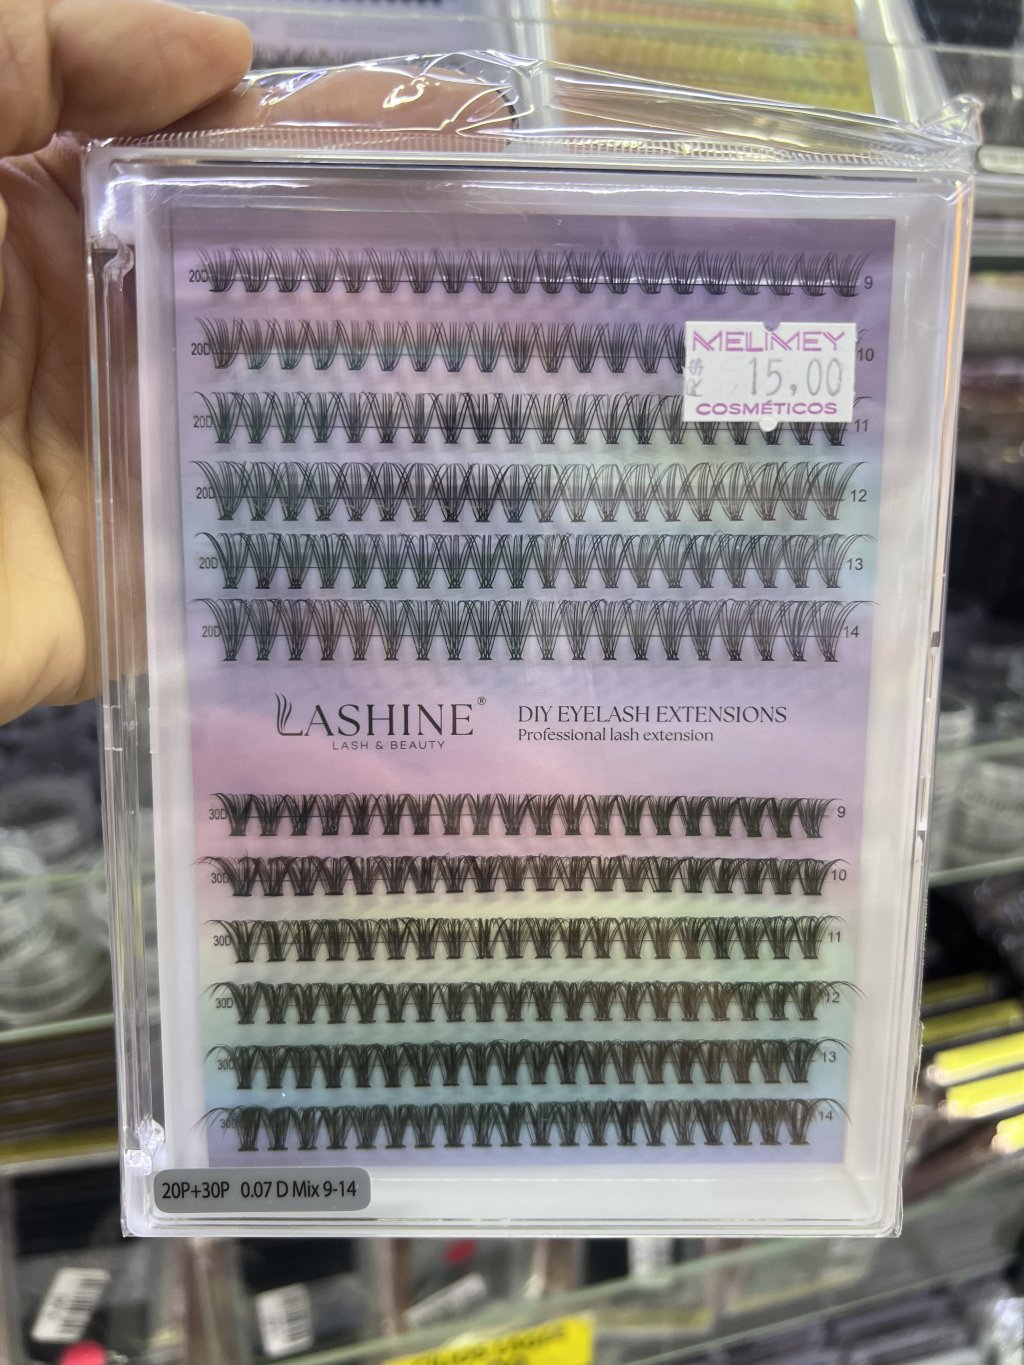 20D 9
20D 10
MELIMEY
R$ 15,00
COSMÉTICOS
20D 11
20D 12
20D 13
20D 14
LASHINE®
LASH & BEAUTY
DIY EYELASH EXTENSIONS
Professional lash extension
30D 9
30D 10
30D 11
30D 12
30D 13
30D 14
20P+30P 0.07 D Mix 9-14